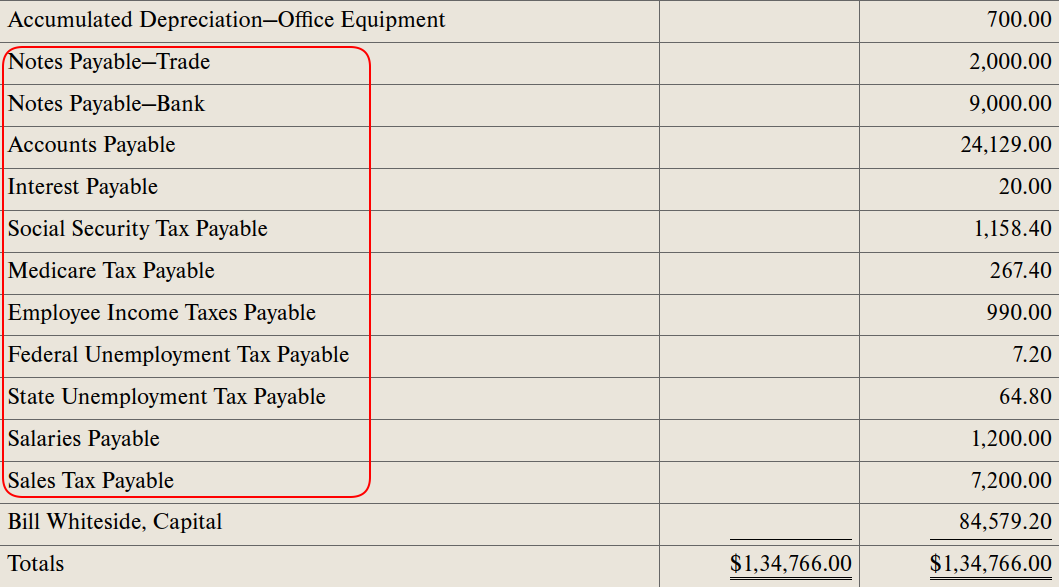 Accumulated Depreciation–Office Equipment 700.00
Notes Payable–Trade 2,000.00
Notes Payable–Bank 9,000.00
Accounts Payable 24,129.00
Interest Payable 20.00
Social Security Tax Payable 1,158.40
Medicare Tax Payable 267.40
Employee Income Taxes Payable 990.00
Federal Unemployment Tax Payable 7.20
State Unemployment Tax Payable 64.80
Salaries Payable 1,200.00
Sales Tax Payable 7,200.00
Bill Whiteside, Capital 84,579.20
Totals $1,34,766.00 $1,34,766.00